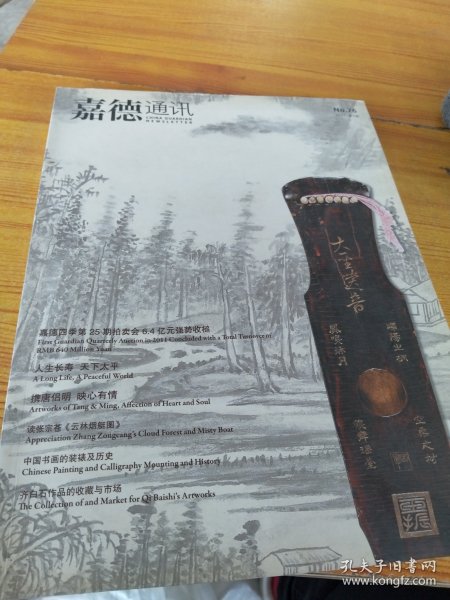 嘉德通讯
CHINA GUARDIAN
NEWSLETTER
No.76
嘉德四季第25期拍卖会6.4亿元强势收槌
First Guardian Quarterly Auction in 2011 Concluded with a Total Turnover of
RMB 640 Million Yuan
人生长寿 天下太平
A Long Life, A Peaceful World
携唐侣明 映心有情
Artworks of Tang & Ming, Affection of Heart and Soul
读张宗苍《云林烟艇图》
Appreciation Zhang Zongcang's Cloud Forest and Misty Boat
中国书画的装裱及历史
Chinese Painting and Calligraphy Mounting and History
齐白石作品的收藏与市场
The Collection of and Market for Qi Baishi's Artworks
大圣遗音
孔夫子旧书网
kongfz.com